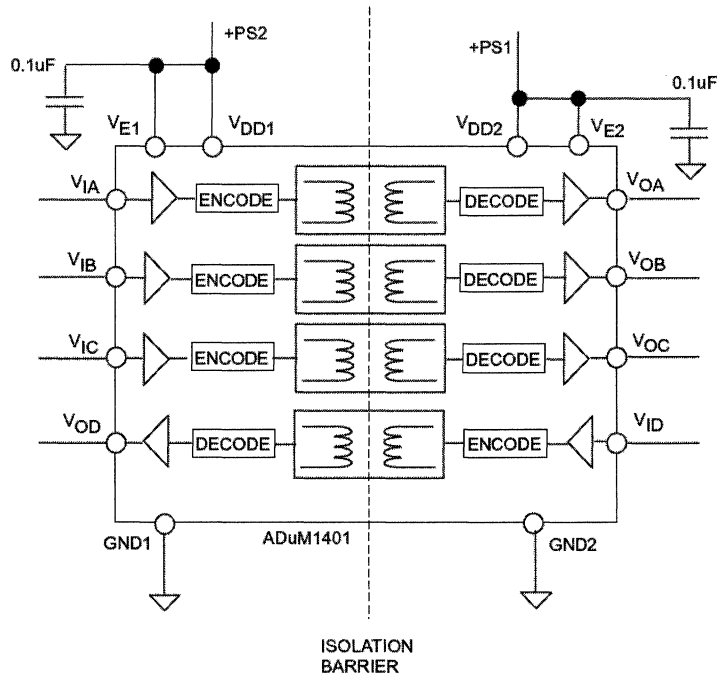 +PS2
+PS1
0.1uF
0.1uF
VE1
VDD1
VDD2
VE2
VIA
ENCODE
DECODE
VOA
VIB
ENCODE
DECODE
VOB
VIC
ENCODE
DECODE
VOC
VOD
DECODE
ENCODE
VID
GND1
ADuM1401
GND2
ISOLATION
BARRIER